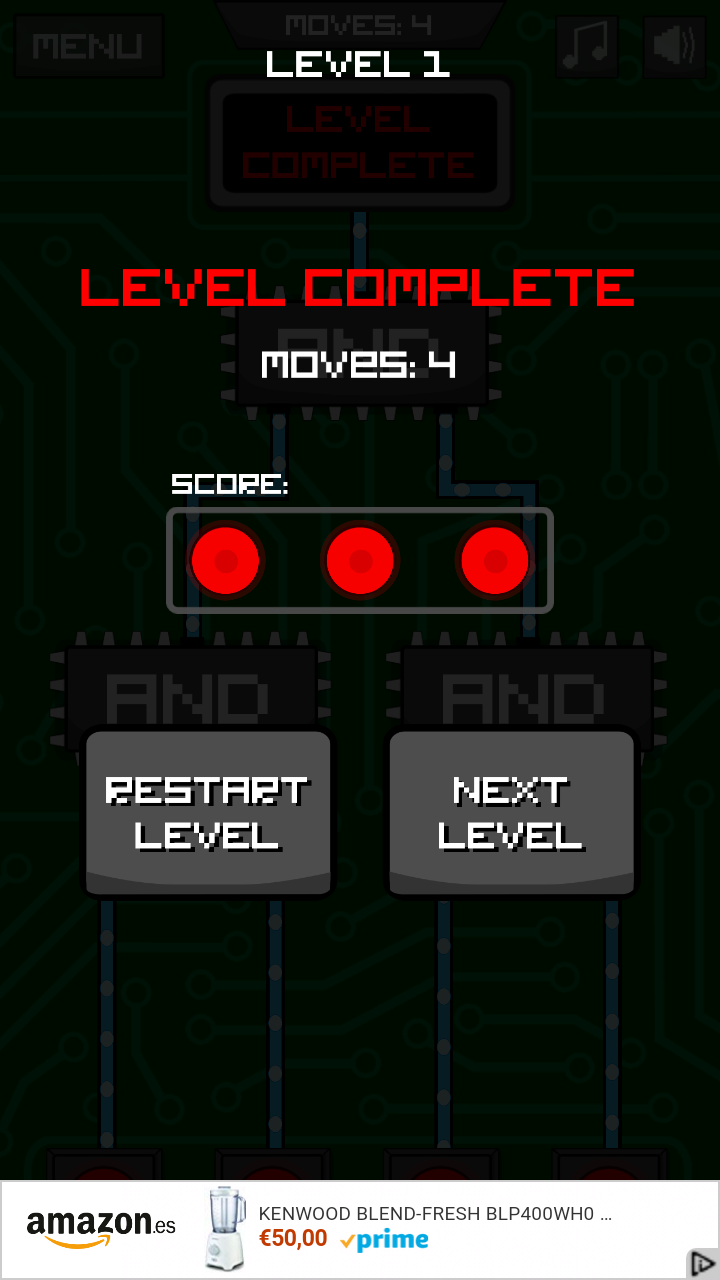 MENU
MOVES: 4
LEVEL 1
LEVEL
COMPLETE
LEVEL COMPLETE
AND
MOVES: 4
SCORE:
AND
AND
RESTART
LEVEL
NEXT
LEVEL
amazon.es
KENWOOD BLEND-FRESH BLP400WH0 ...
€50,00 prime